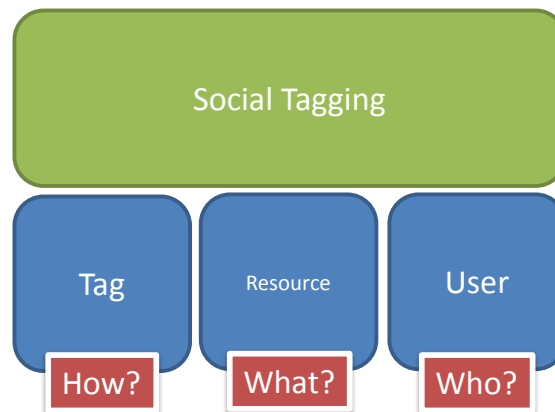 Social Tagging
Tag
Resource
User
How?
What?
Who?